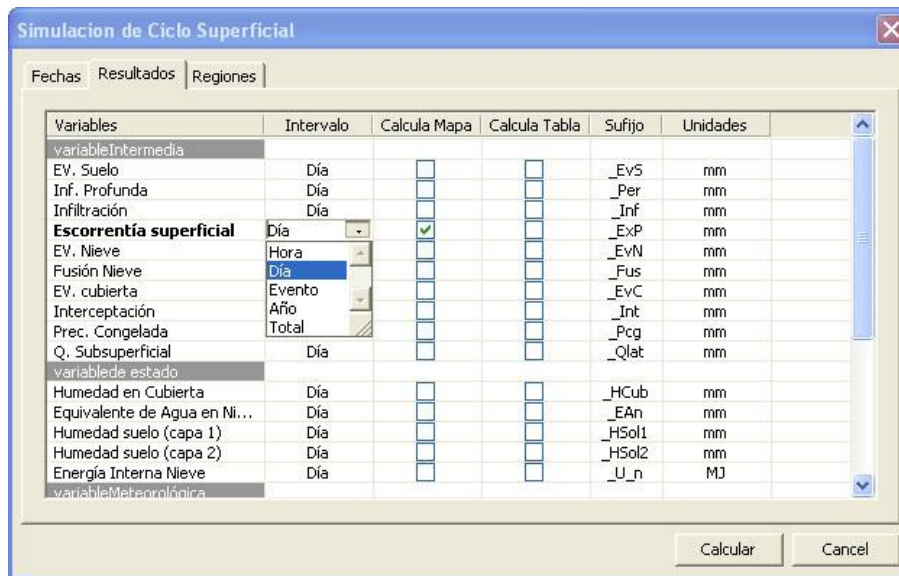 Simulacion de Ciclo Superficial
Fechas Resultados Regiones
Variables Intervalo Calcula Mapa Calcula Tabla Sufijo Unidades
variableIntermedia
EV. Suelo Día _EvS mm
Inf. Profunda Día _Per mm
Infiltración Día _Inf mm
Escorrentía superficial Día _ExP mm
EV. Nieve Hora _EvN mm
Fusión Nieve Día _Fus mm
EV. cubierta Evento _EvC mm
Interceptación Año _Int mm
Prec. Congelada Total _Pcg mm
Q. Subsuperficial Día _Qlat mm
variablede estado
Humedad en Cubierta Día _HCub mm
Equivalente de Agua en Ni... Día _EAn mm
Humedad suelo (capa 1) Día _HSol1 mm
Humedad suelo (capa 2) Día _HSol2 mm
Energía Interna Nieve Día _U_n MJ
variableMeteorológica
Calcular Cancel